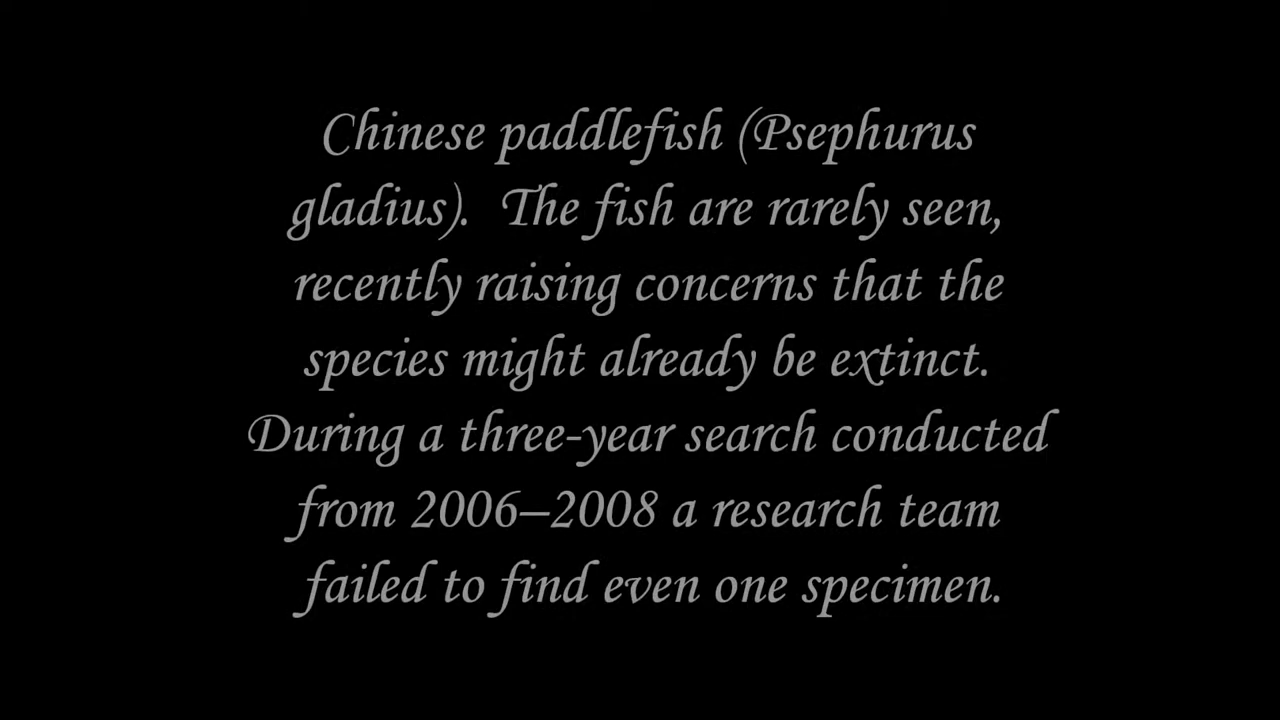 Chinese paddlefish (Psephurus
gladius).  The fish are rarely seen,
recently raising concerns that the
species might already be extinct.
During a three-year search conducted
from 2006–2008 a research team
failed to find even one specimen.